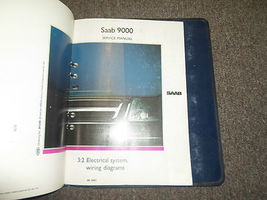 Saab 9000
SERVICE MANUAL
SAAB
3:2 Electrical system,
wiring diagrams